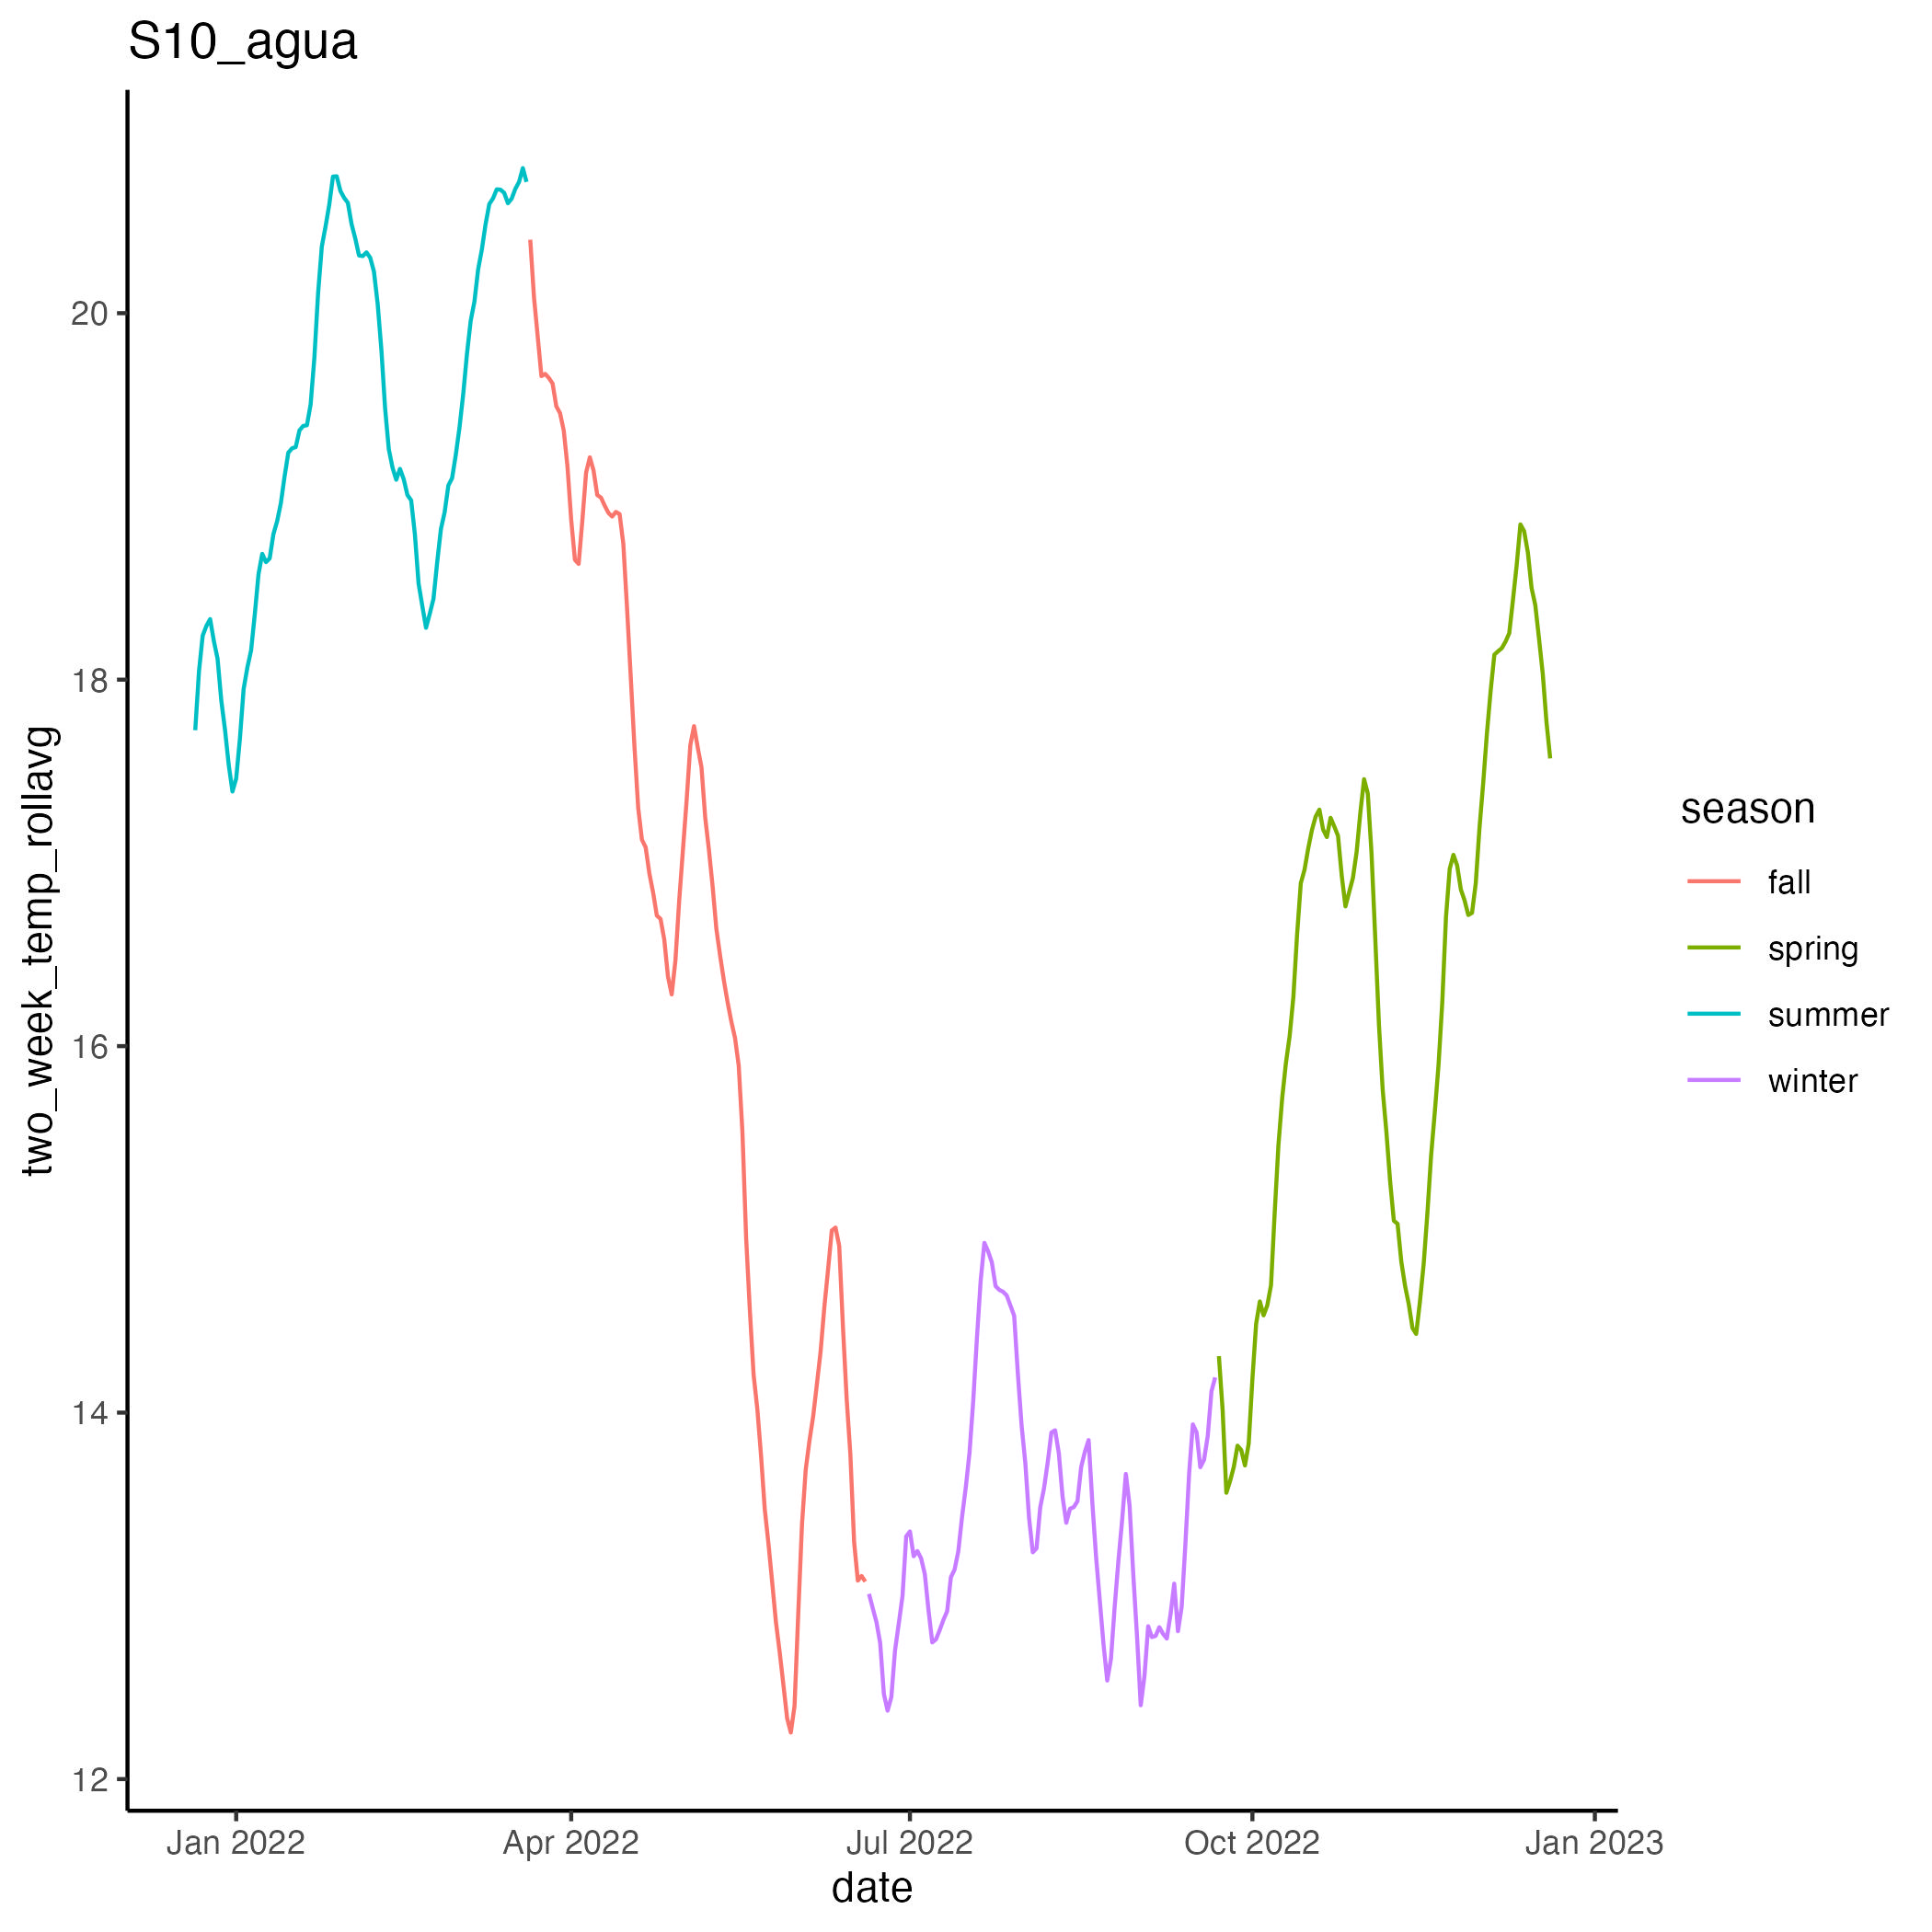 S10_agua
two_week_temp_rollavg
20
18
16
14
12
Jan 2022 Apr 2022 Jul 2022 Oct 2022 Jan 2023
date
season
fall
spring
summer
winter